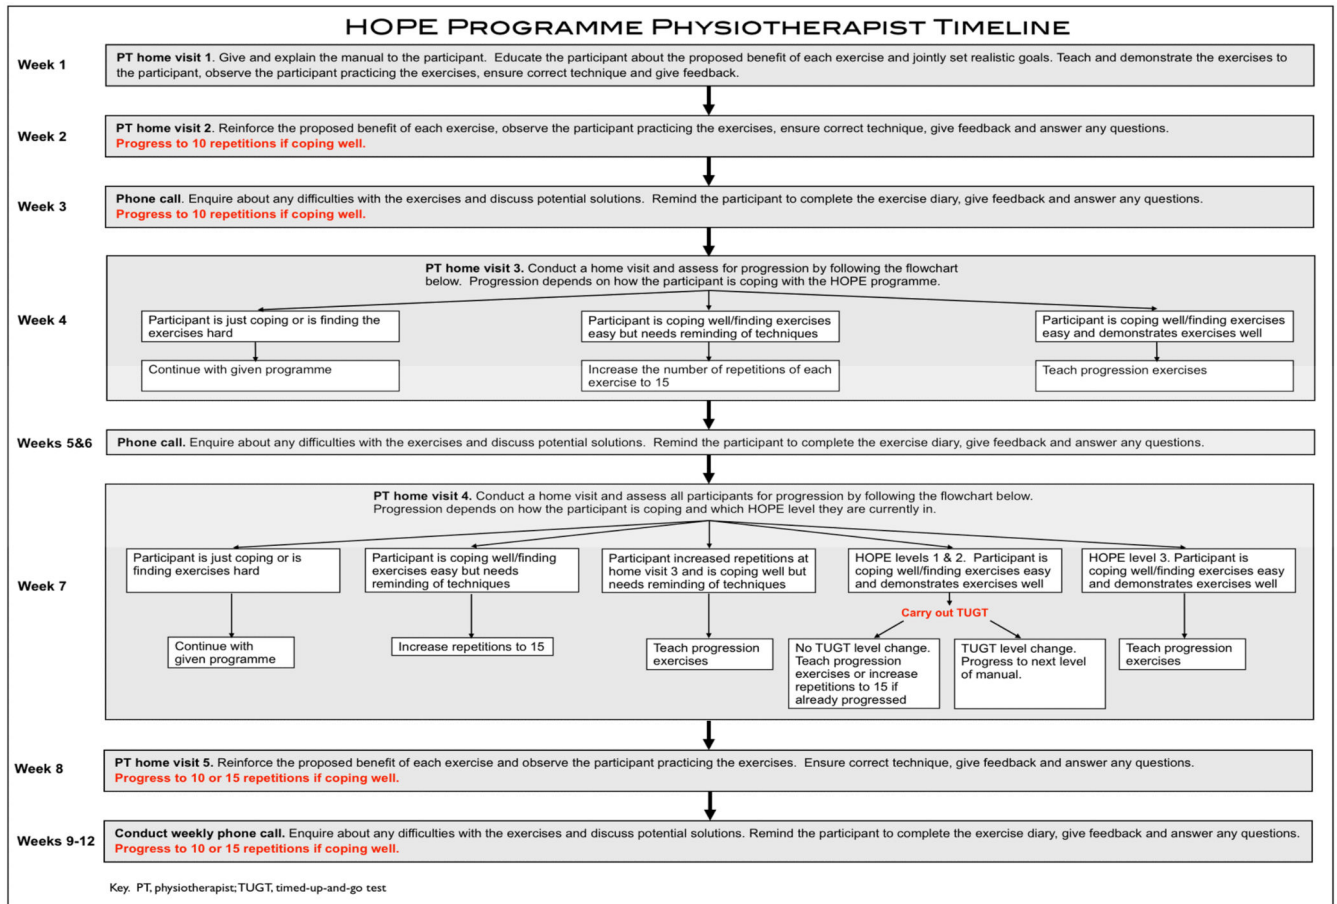 HOPE PROGRAMME PHYSIOTHERAPIST TIMELINE
Week 1
PT home visit 1. Give and explain the manual to the participant. Educate the participant about the proposed benefit of each exercise and jointly set realistic goals. Teach and demonstrate the exercises to
the participant, observe the participant practicing the exercises, ensure correct technique and give feedback.
Week 2
PT home visit 2. Reinforce the proposed benefit of each exercise, observe the participant practicing the exercises, ensure correct technique, give feedback and answer any questions.
Progress to 10 repetitions if coping well.
Week 3
Phone call. Enquire about any difficulties with the exercises and discuss potential solutions. Remind the participant to complete the exercise diary, give feedback and answer any questions.
Progress to 10 repetitions if coping well.
Week 4
PT home visit 3. Conduct a home visit and assess for progression by following the flowchart
below. Progression depends on how the participant is coping with the HOPE programme.
Participant is just coping or is finding the
exercises hard
Continue with given programme
Participant is coping well/finding exercises
easy but needs reminding of techniques
Increase the number of repetitions of each
exercise to 15
Participant is coping well/finding exercises
easy and demonstrates exercises well
Teach progression exercises
Weeks 5&6
Phone call. Enquire about any difficulties with the exercises and discuss potential solutions. Remind the participant to complete the exercise diary, give feedback and answer any questions.
Week 7
PT home visit 4. Conduct a home visit and assess all participants for progression by following the flowchart below.
Progression depends on how the participant is coping and which HOPE level they are currently in.
Participant is just coping or is
finding exercises hard
Continue with
given programme
Participant is coping well/finding
exercises easy but needs
reminding of techniques
Increase repetitions to 15
Participant increased repetitions at
home visit 3 and is coping well but
needs reminding of techniques
Teach progression
exercises
HOPE levels 1 & 2. Participant is
coping well/finding exercises easy
and demonstrates exercises well
Carry out TUGT
No TUGT level change.
Teach progression
exercises or increase
repetitions to 15 if
already progressed
TUGT level change.
Progress to next level
of manual.
HOPE level 3. Participant is
coping well/finding exercises easy
and demonstrates exercises well
Teach progression
exercises
Week 8
PT home visit 5. Reinforce the proposed benefit of each exercise and observe the participant practicing the exercises. Ensure correct technique, give feedback and answer any questions.
Progress to 10 or 15 repetitions if coping well.
Weeks 9-12
Conduct weekly phone call. Enquire about any difficulties with the exercises and discuss potential solutions. Remind the participant to complete the exercise diary, give feedback and answer any questions.
Progress to 10 or 15 repetitions if coping well.
Key. PT, physiotherapist; TUGT, timed-up-and-go test